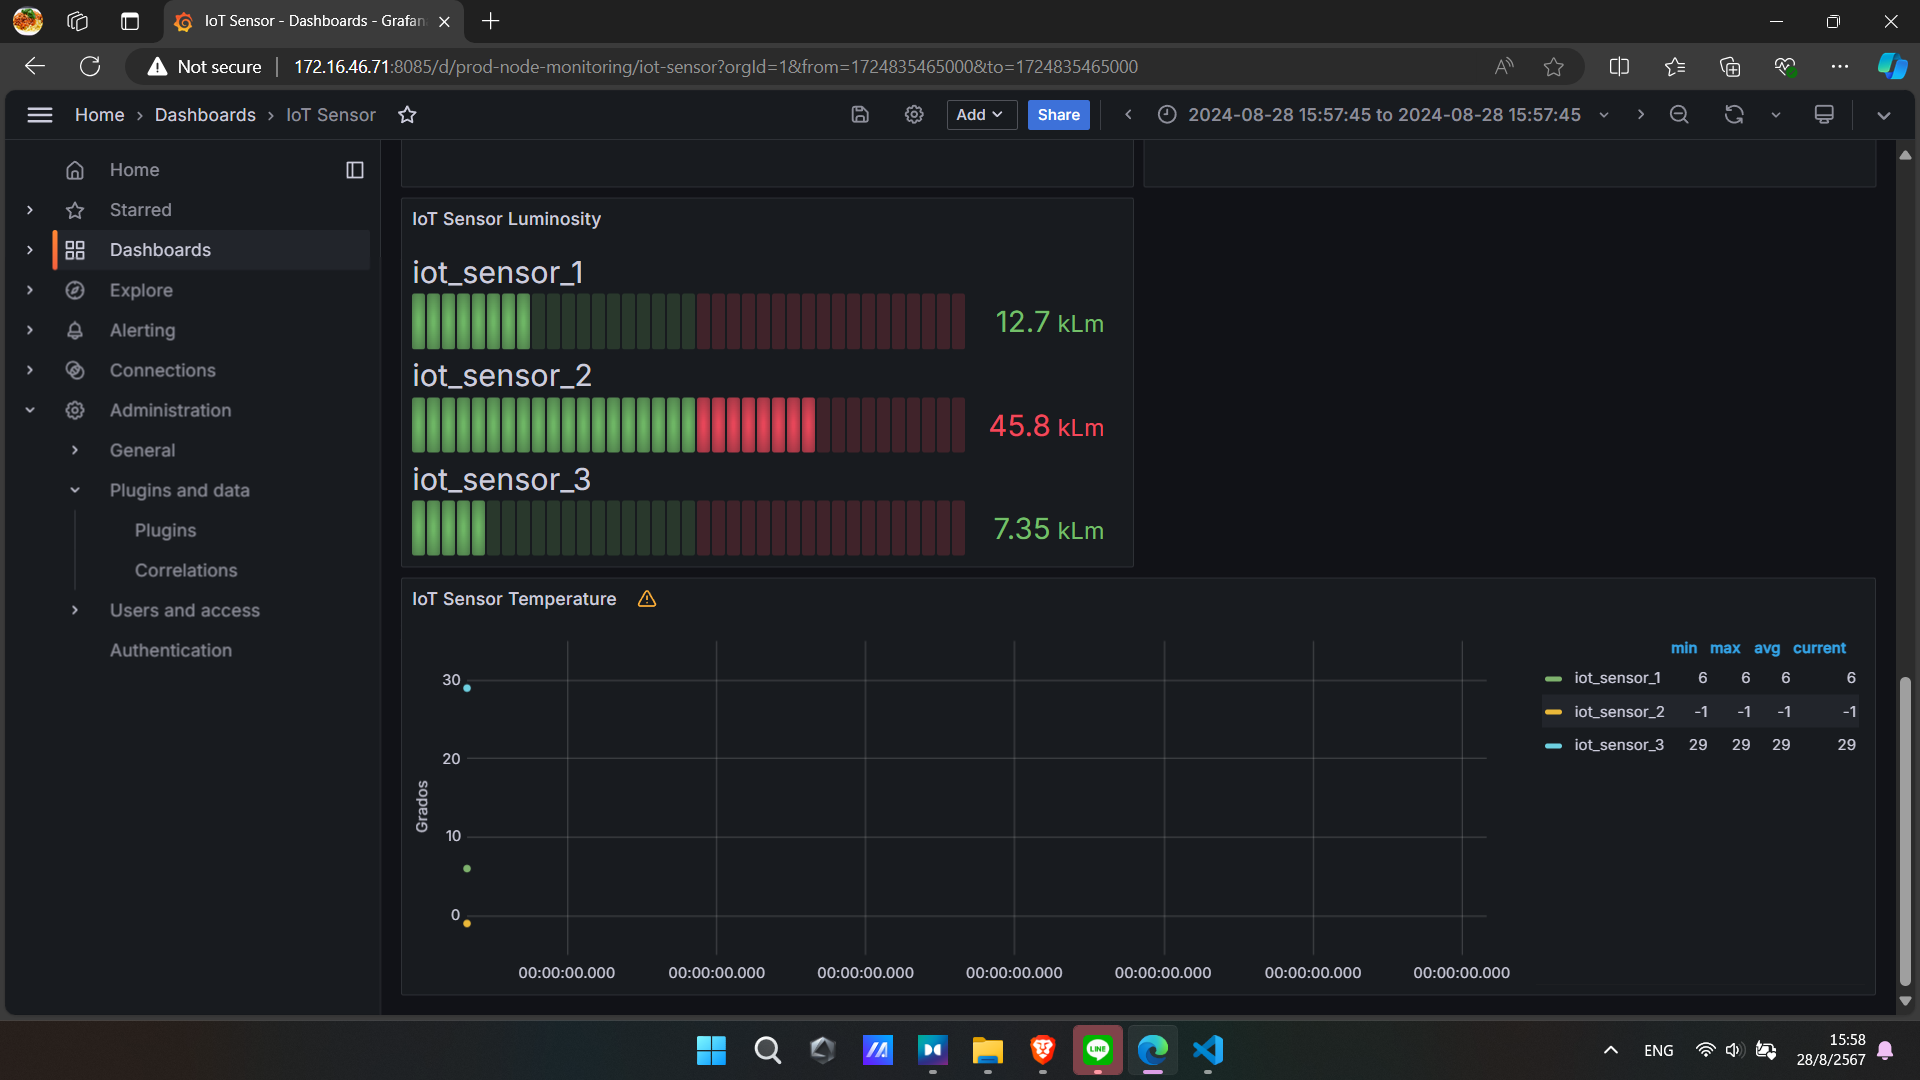 IoT Sensor - Dashboards - Grafan
Not secure
172.16.46.71:8085/d/prod-node-monitoring/iot-sensor?orgId=1&from=1724835465000&to=1724835465000
Home › Dashboards › IoT Sensor
Add
Share
2024-08-28 15:57:45 to 2024-08-28 15:57:45
Home
Starred
Dashboards
Explore
Alerting
Connections
Administration
General
Plugins and data
Plugins
Correlations
Users and access
Authentication
IoT Sensor Luminosity
iot_sensor_1
12.7 kLm
iot_sensor_2
45.8 kLm
iot_sensor_3
7.35 kLm
IoT Sensor Temperature
Grados
30
20
10
0
00:00:00.000 00:00:00.000 00:00:00.000 00:00:00.000 00:00:00.000 00:00:00.000 00:00:00.000
min max avg current
iot_sensor_1 6 6 6 6
iot_sensor_2 -1 -1 -1 -1
iot_sensor_3 29 29 29 29
LINE
ENG
15:58
28/8/2567